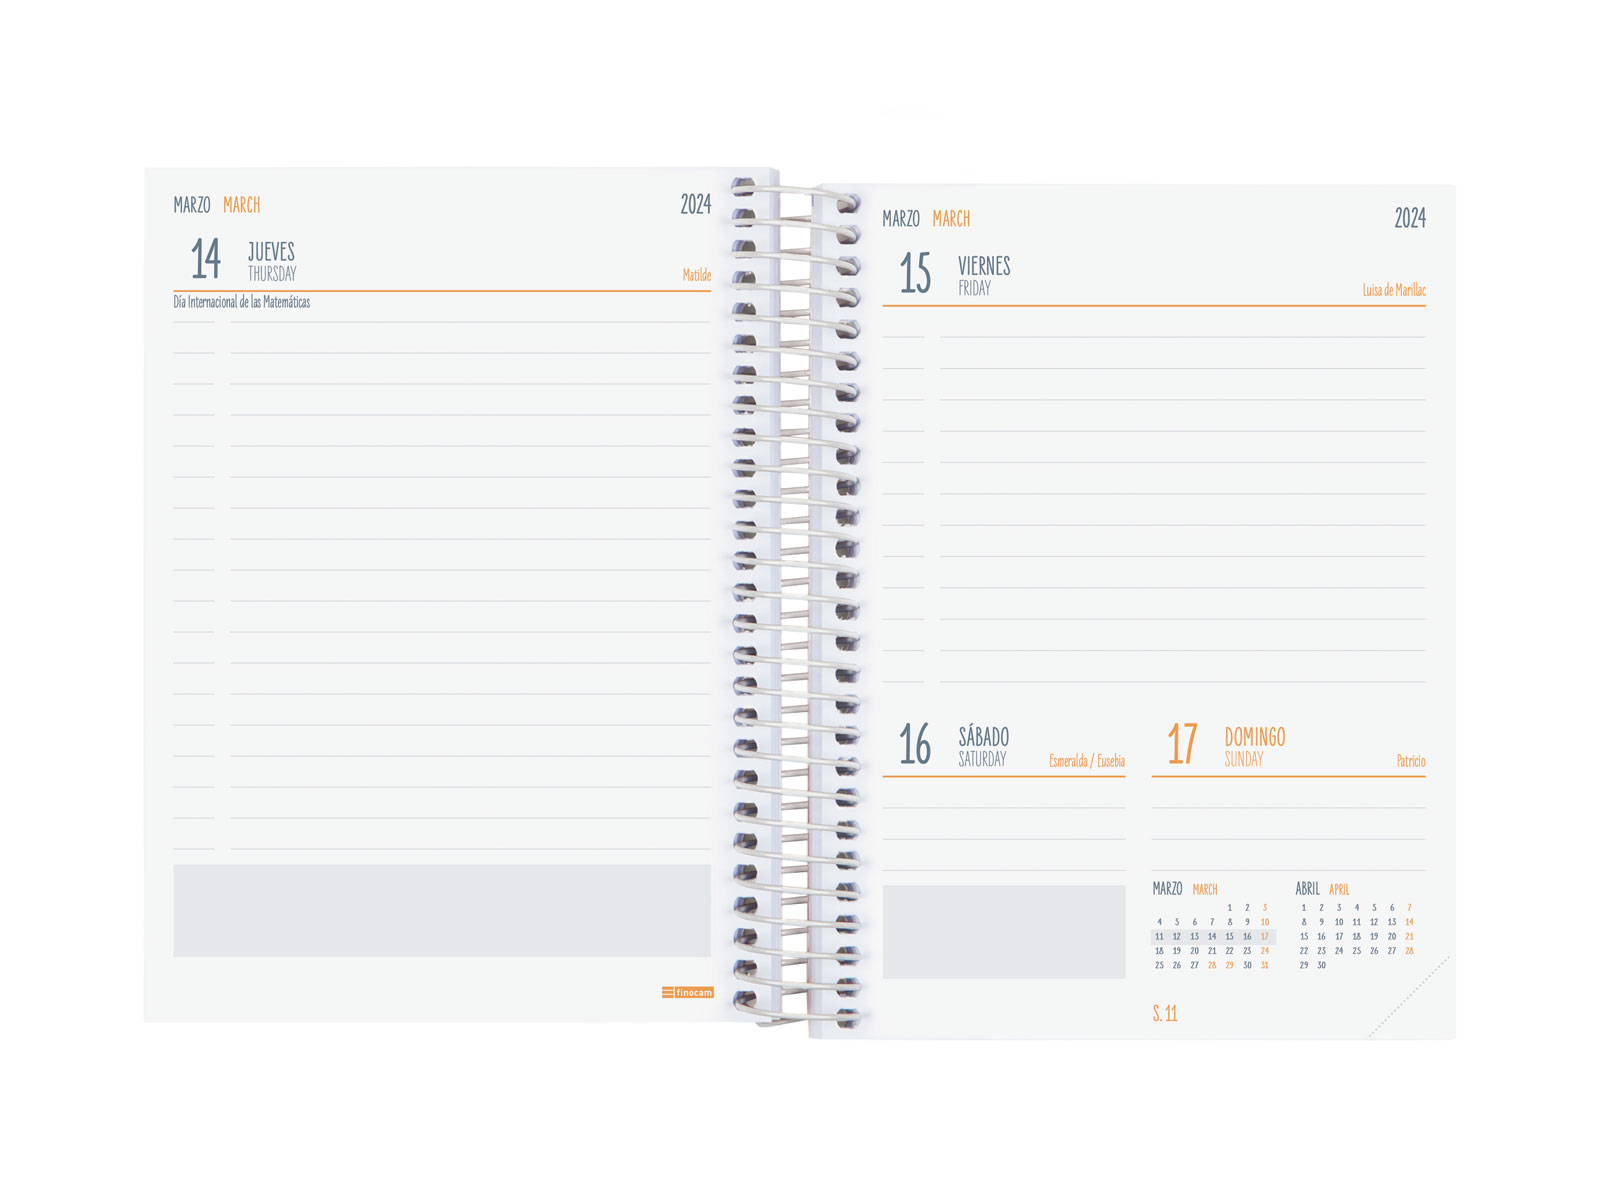 MARZO MARCH 2024
14 JUEVES
THURSDAY
Matilde
Día Internacional de las Matemáticas
finocam
MARZO MARCH 2024
15 VIERNES
FRIDAY
Luisa de Marillac
16 SÁBADO
SATURDAY
Esmeralda / Eusebia
17 DOMINGO
SUNDAY
Patricio
MARZO MARCH
1 2 3
4 5 6 7 8 9 10
11 12 13 14 15 16 17
18 19 20 21 22 23 24
25 26 27 28 29 30 31
ABRIL APRIL
1 2 3 4 5 6 7
8 9 10 11 12 13 14
15 16 17 18 19 20 21
22 23 24 25 26 27 28
29 30
S. 11